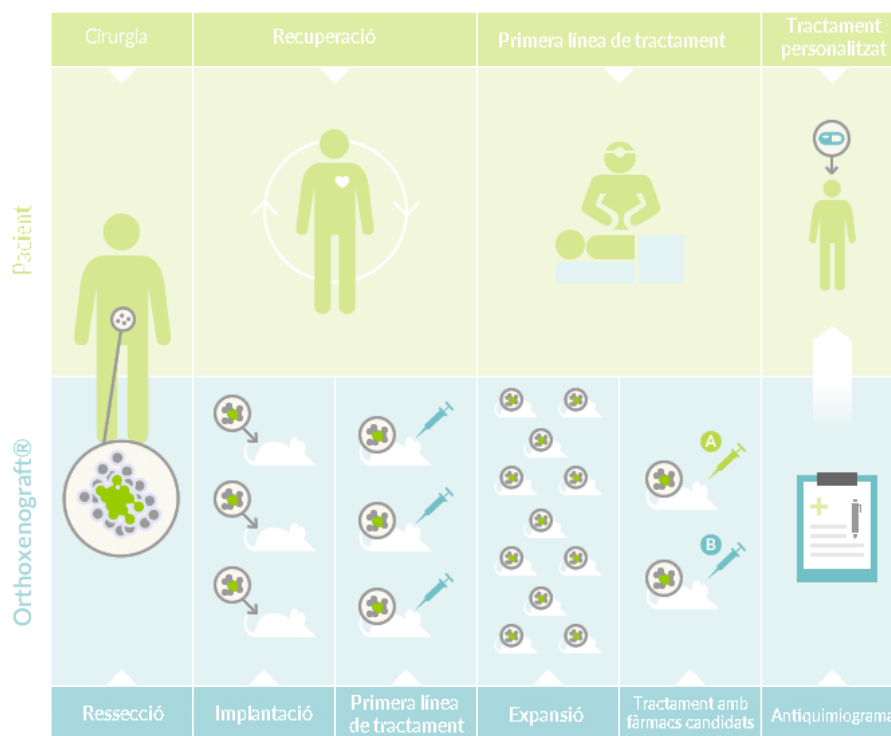 Cirurgia
Recuperació
Primera línea de tractament
Tractament
personalitzat
Pacient
A
B
Orthoxenograft®
Ressecció
Implantació
Primera línea
de tractament
Expansió
Tractament amb
fàrmacs candidats
Antiquimiograma